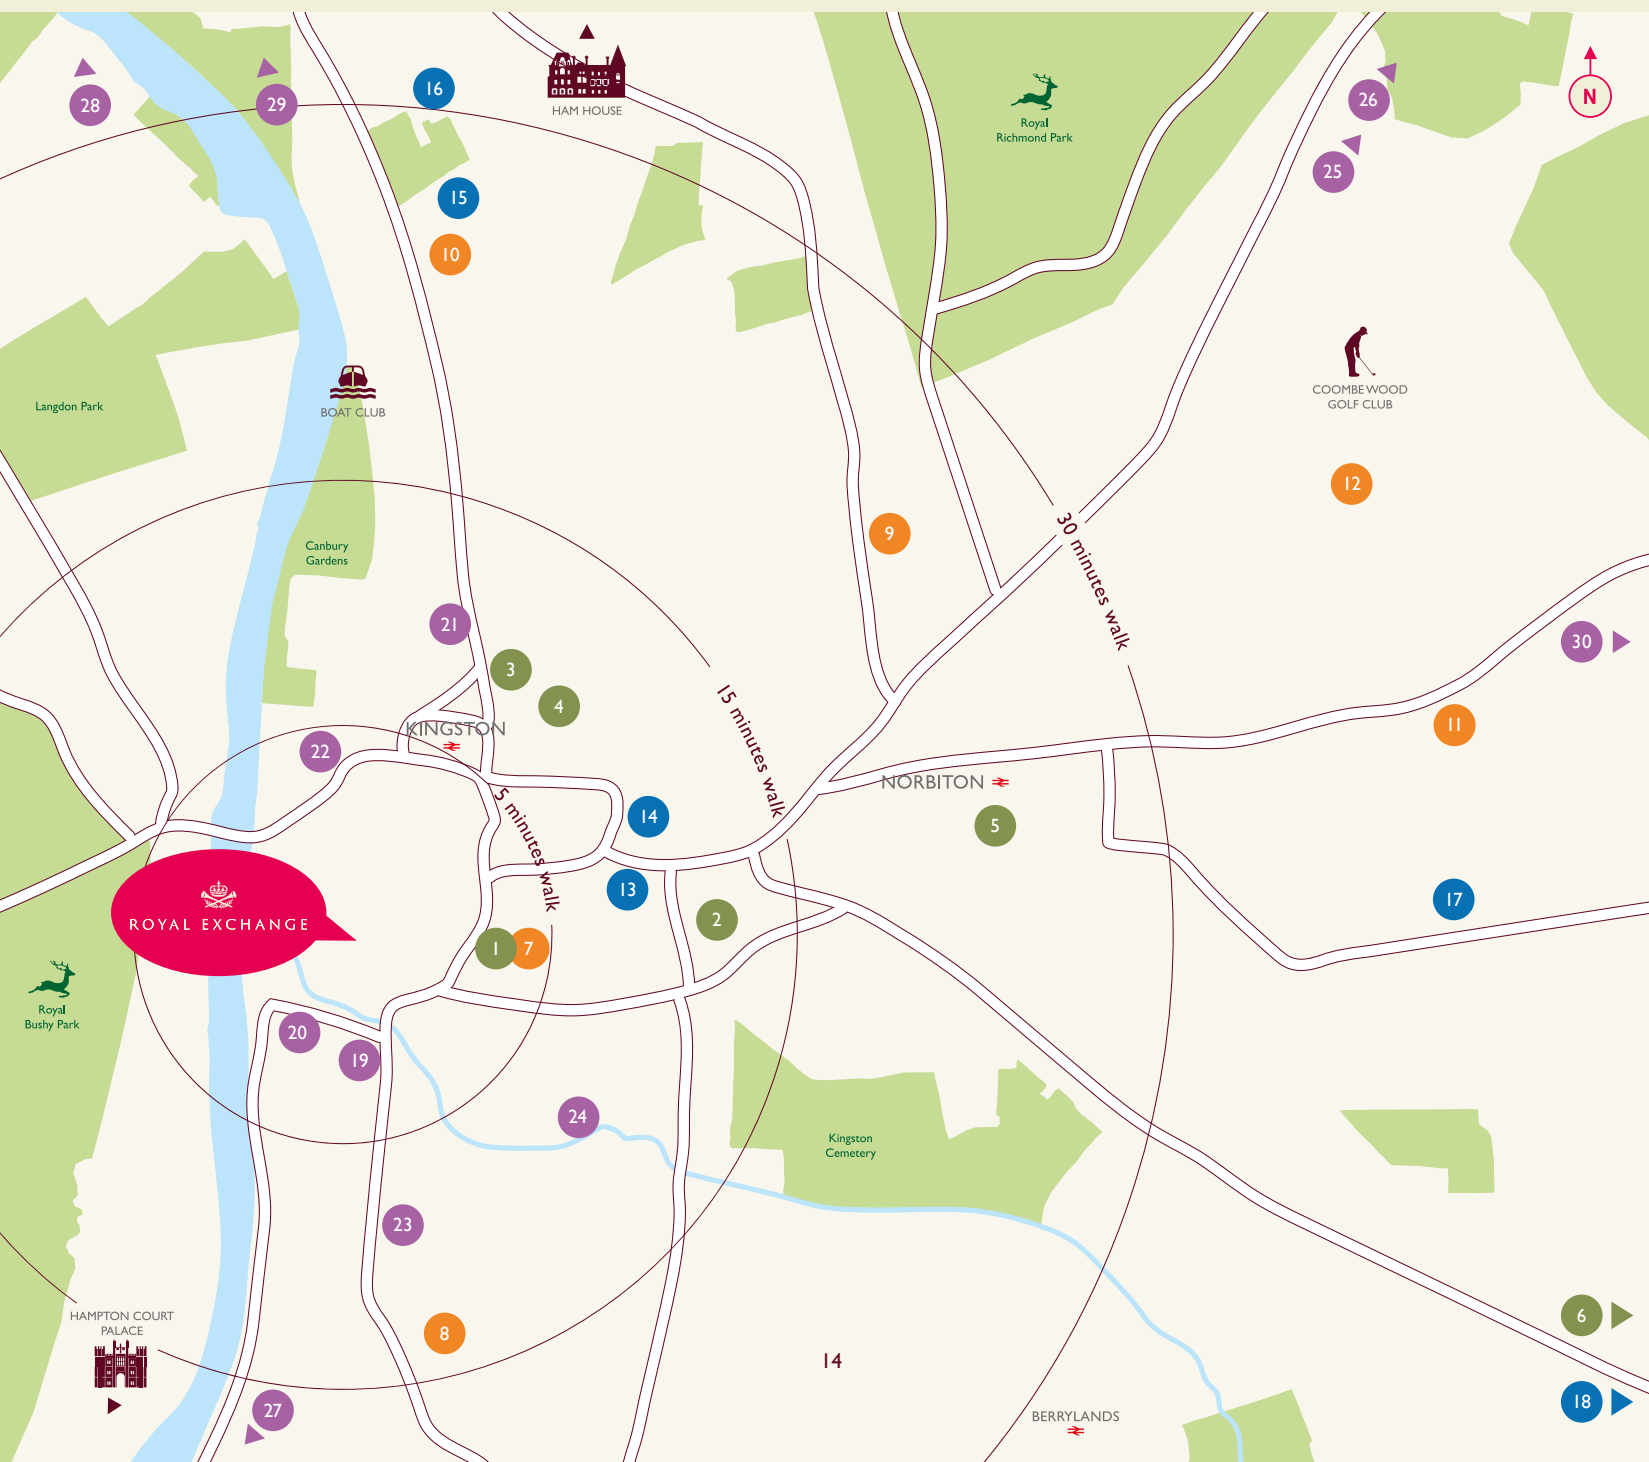 28
29
16
HAM HOUSE
Royal
Richmond Park
26
N
25
15
10
Langdon Park
BOAT CLUB
COOMBE WOOD
GOLF CLUB
12
9
30 minutes walk
Canbury
Gardens
21
3
4
30
15 minutes walk
KINGSTON
22
11
NORBITON
5 minutes walk
14
5
ROYAL EXCHANGE
13
2
17
1
7
Royal
Bushy Park
20
19
24
Kingston
Cemetery
23
HAMPTON COURT
PALACE
8
14
6
27
BERRYLANDS
18